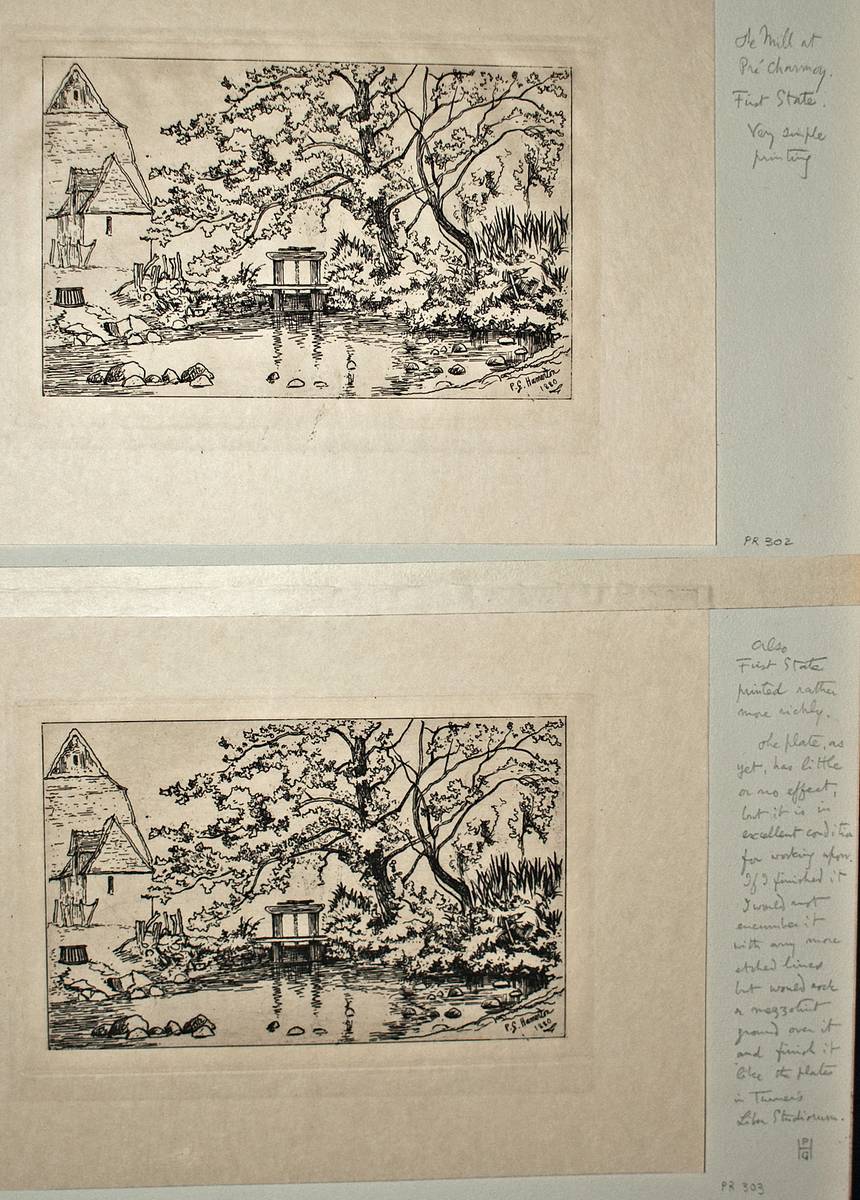 The Mill at
Pré Charmoy.
First State.
Very simple
printing
P. G. Hamerton
1880
PR 302
also
First State
printed rather
more richly.
The plate, as
yet, has little
or no effect,
but it is in
excellent condition
for working upon.
If I finished it
I would not
encumber it
with any more
etched lines
but would rock
a mezzotint
ground over it
and finish it
like the plates
in Turner's
Liber Studiorum.
P. G. Hamerton
1880
PHG
PR 303